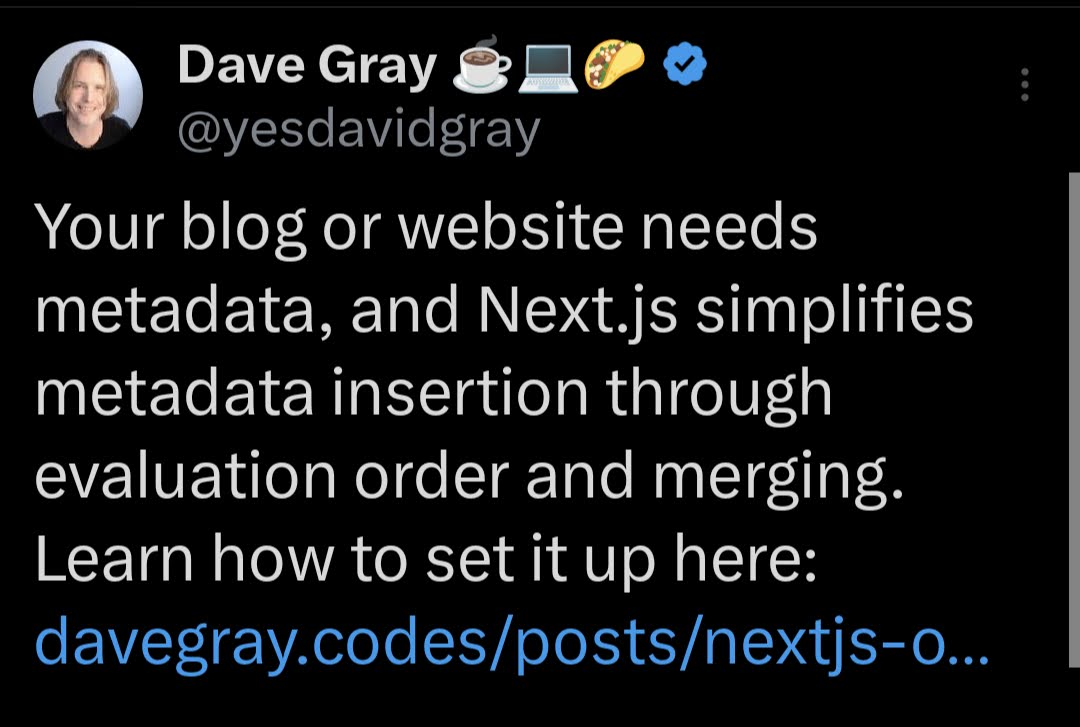 Dave Gray ☕💻🌮
@yesdavidgray
Your blog or website needs
metadata, and Next.js simplifies
metadata insertion through
evaluation order and merging.
Learn how to set it up here:
davegray.codes/posts/nextjs-o...